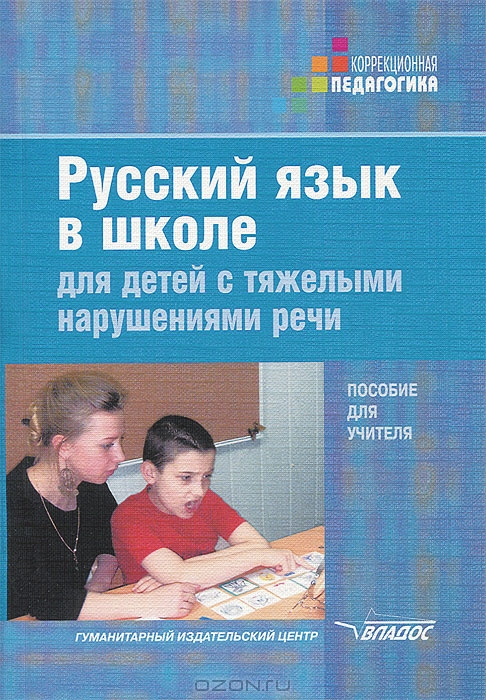 КОРРЕКЦИОННАЯ
ПЕДАГОГИКА
Русский язык
в школе
для детей с тяжелыми
нарушениями речи
ПОСОБИЕ
ДЛЯ
УЧИТЕЛЯ
ГУМАНИТАРНЫЙ ИЗДАТЕЛЬСКИЙ ЦЕНТР
ВЛАДОС
OZON.ru